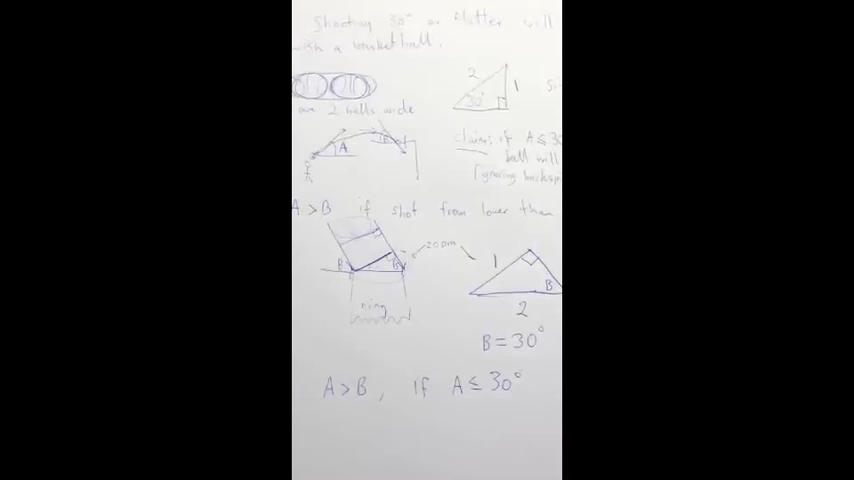 Shooting 30° or flatter will
a basketball.
2
1
30°
2 balls wide
claim: if A ≤ 30
A
B
ball will
ignoring backsp
A > B if shot from lower than
zoom
B
B
1
B
2
ring
B = 30°
A > B, if A ≤ 30°